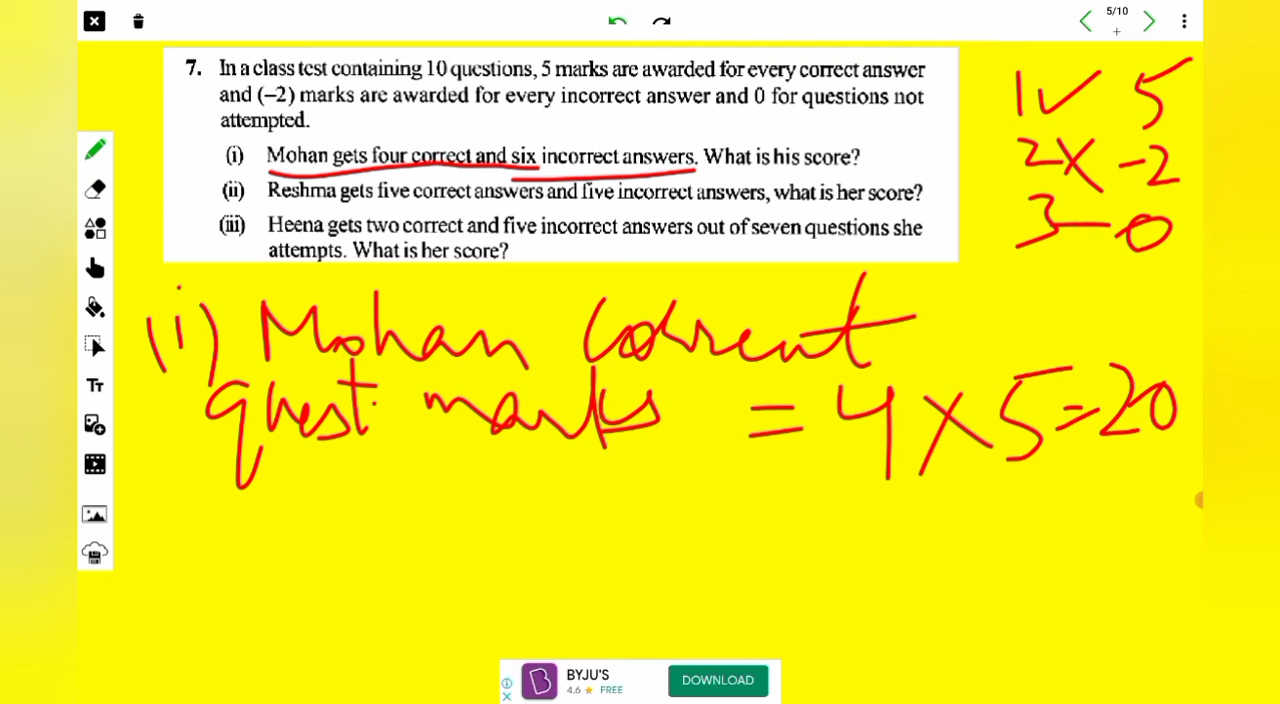 5/10
+
7. In a class test containing 10 questions, 5 marks are awarded for every correct answer
and (–2) marks are awarded for every incorrect answer and 0 for questions not
attempted.
(i) Mohan gets four correct and six incorrect answers. What is his score?
(ii) Reshma gets five correct answers and five incorrect answers, what is her score?
(iii) Heena gets two correct and five incorrect answers out of seven questions she
attempts. What is her score?
1 ✓ 5
2 X -2
3 — 0
(i) Mohan Corrent
quest. marks = 4 × 5 = 20
Tт
BYJU'S
4.6 ★ FREE
DOWNLOAD